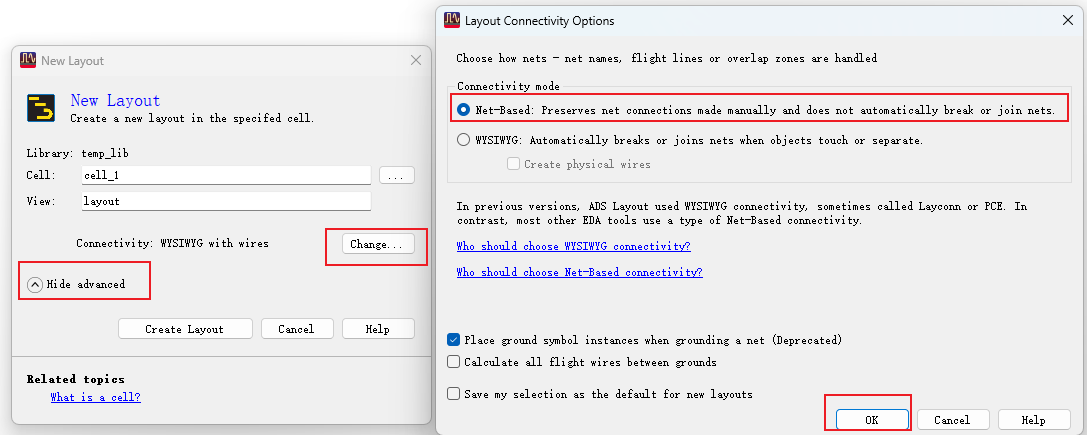 New Layout
New Layout
Create a new layout in the specifed cell.
Library: temp_lib
Cell: cell_1 ...
View: layout
Connectivity: WYSIWYG with wires Change...
Hide advanced
Create Layout Cancel Help
Related topics
What is a cell?
Layout Connectivity Options
Choose how nets - net names, flight lines or overlap zones are handled
Connectivity mode
Net-Based: Preserves net connections made manually and does not automatically break or join nets.
WYSIWYG: Automatically breaks or joins nets when objects touch or separate.
Create physical wires
In previous versions, ADS Layout used WYSIWYG connectivity, sometimes called Layconn or PCE. In
contrast, most other EDA tools use a type of Net-Based connectivity.
Who should choose WYSIWYG connectivity?
Who should choose Net-Based connectivity?
Place ground symbol instances when grounding a net (Deprecated)
Calculate all flight wires between grounds
Save my selection as the default for new layouts
OK Cancel Help